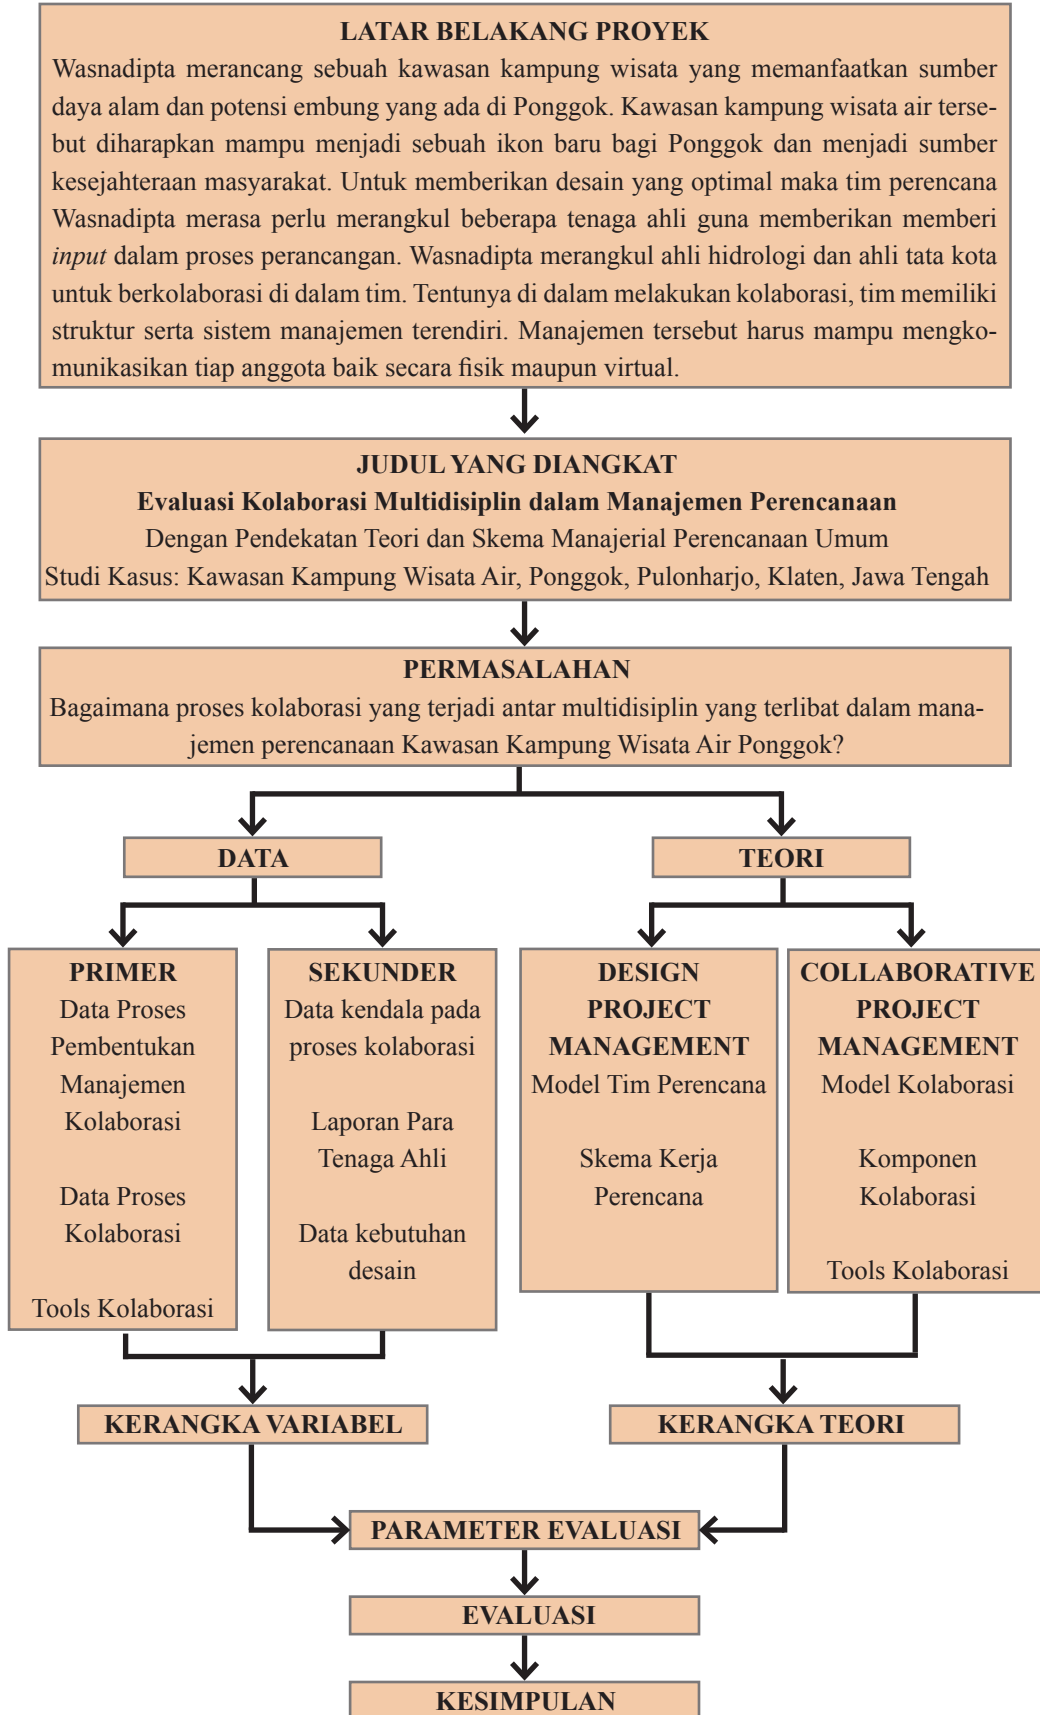 LATAR BELAKANG PROYEK
Wasnadipta merancang sebuah kawasan kampung wisata yang memanfaatkan sumber
daya alam dan potensi embung yang ada di Ponggok. Kawasan kampung wisata air terse-
but diharapkan mampu menjadi sebuah ikon baru bagi Ponggok dan menjadi sumber
kesejahteraan masyarakat. Untuk memberikan desain yang optimal maka tim perencana
Wasnadipta merasa perlu merangkul beberapa tenaga ahli guna memberikan memberi
input dalam proses perancangan. Wasnadipta merangkul ahli hidrologi dan ahli tata kota
untuk berkolaborasi di dalam tim. Tentunya di dalam melakukan kolaborasi, tim memiliki
struktur serta sistem manajemen terendiri. Manajemen tersebut harus mampu mengko-
munikasikan tiap anggota baik secara fisik maupun virtual.
JUDUL YANG DIANGKAT
Evaluasi Kolaborasi Multidisiplin dalam Manajemen Perencanaan
Dengan Pendekatan Teori dan Skema Manajerial Perencanaan Umum
Studi Kasus: Kawasan Kampung Wisata Air, Ponggok, Pulonharjo, Klaten, Jawa Tengah
PERMASALAHAN
Bagaimana proses kolaborasi yang terjadi antar multidisiplin yang terlibat dalam mana-
jemen perencanaan Kawasan Kampung Wisata Air Ponggok?
DATA
TEORI
PRIMER
Data Proses
Pembentukan
Manajemen
Kolaborasi
Data Proses
Kolaborasi
Tools Kolaborasi
SEKUNDER
Data kendala pada
proses kolaborasi
Laporan Para
Tenaga Ahli
Data kebutuhan
desain
DESIGN
PROJECT
MANAGEMENT
Model Tim Perencana
Skema Kerja
Perencana
COLLABORATIVE
PROJECT
MANAGEMENT
Model Kolaborasi
Komponen
Kolaborasi
Tools Kolaborasi
KERANGKA VARIABEL
KERANGKA TEORI
PARAMETER EVALUASI
EVALUASI
KESIMPULAN